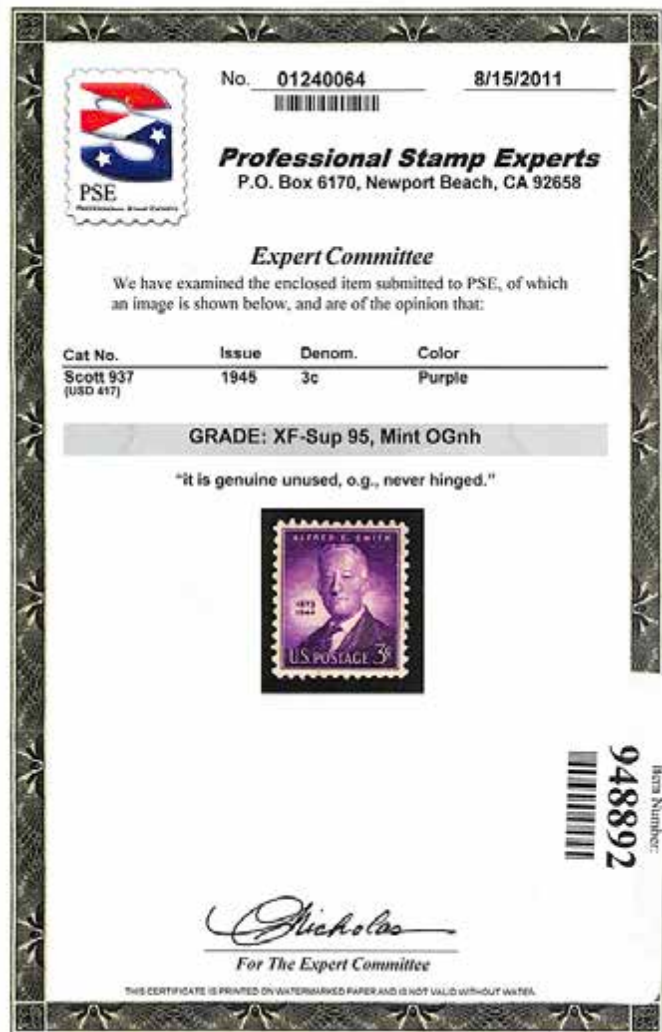 No. 01240064 8/15/2011
PSE
Professional Stamp Experts
Professional Stamp Experts
P.O. Box 6170, Newport Beach, CA 92658
Expert Committee
We have examined the enclosed item submitted to PSE, of which
an image is shown below, and are of the opinion that:
Cat No. Issue Denom. Color
Scott 937 1945 3c Purple
(USD 417)
GRADE: XF-Sup 95, Mint OGnh
"it is genuine unused, o.g., never hinged."
ALFRED E. SMITH
1873
1944
U.S. POSTAGE 3¢
Item Number:
948892
Nicholas
For The Expert Committee
THIS CERTIFICATE IS PRINTED ON WATERMARKED PAPER AND IS NOT VALID WITHOUT WATER.